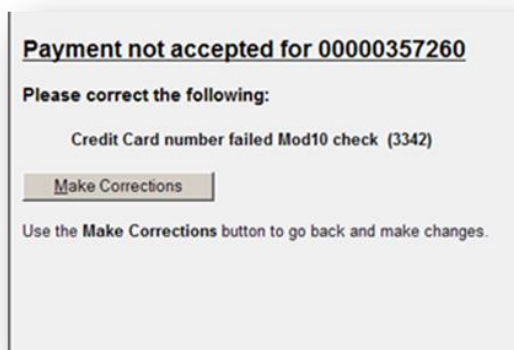 Payment not accepted for 00000357260
Please correct the following:
Credit Card number failed Mod10 check (3342)
Make Corrections
Use the Make Corrections button to go back and make changes.